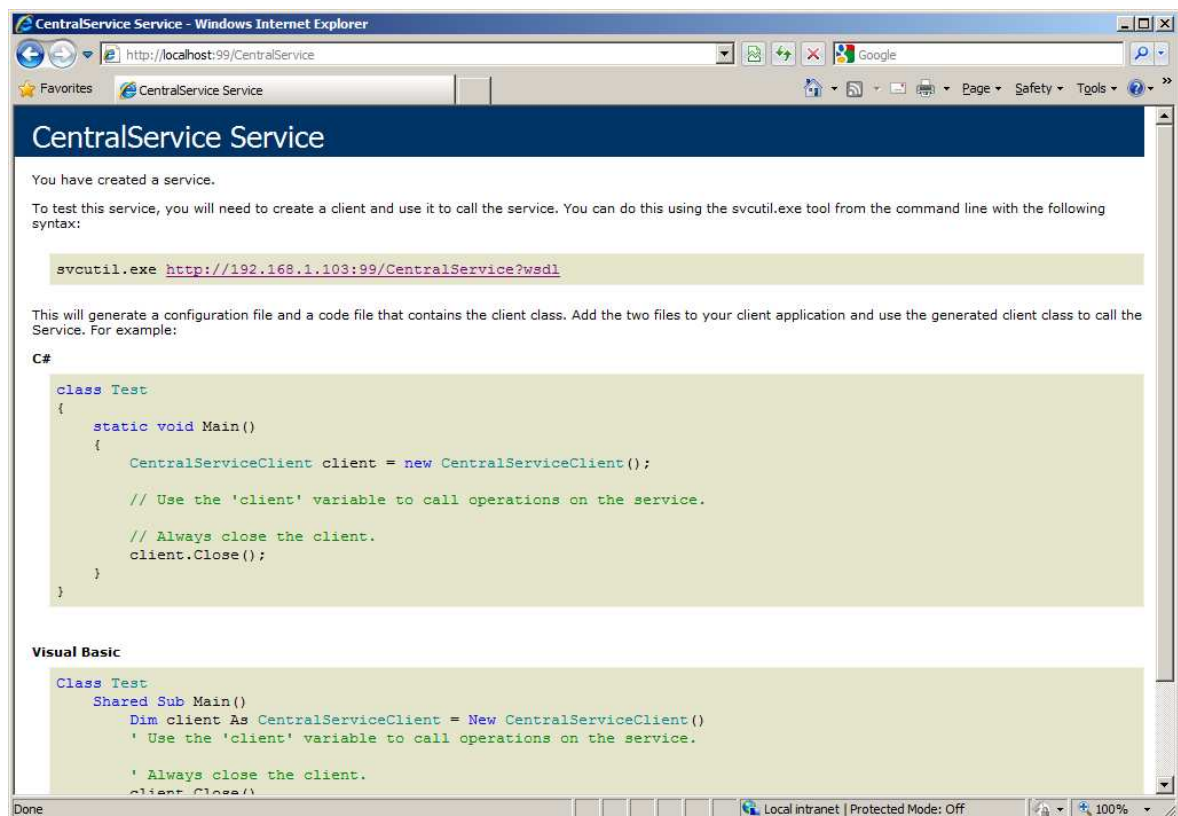 CentralService Service - Windows Internet Explorer
http://localhost:99/CentralService
Google
Favorites
CentralService Service
Page
Safety
Tools
»
CentralService Service
You have created a service.
To test this service, you will need to create a client and use it to call the service. You can do this using the svcutil.exe tool from the command line with the following
syntax:
svcutil.exe http://192.168.1.103:99/CentralService?wsdl
This will generate a configuration file and a code file that contains the client class. Add the two files to your client application and use the generated client class to call the
Service. For example:
C#
class Test
{
    static void Main()
    {
        CentralServiceClient client = new CentralServiceClient();
        // Use the 'client' variable to call operations on the service.
        // Always close the client.
        client.Close();
    }
}
Visual Basic
Class Test
    Shared Sub Main()
        Dim client As CentralServiceClient = New CentralServiceClient()
        ' Use the 'client' variable to call operations on the service.
        ' Always close the client.
        client.Close()
Done
Local intranet | Protected Mode: Off
100%